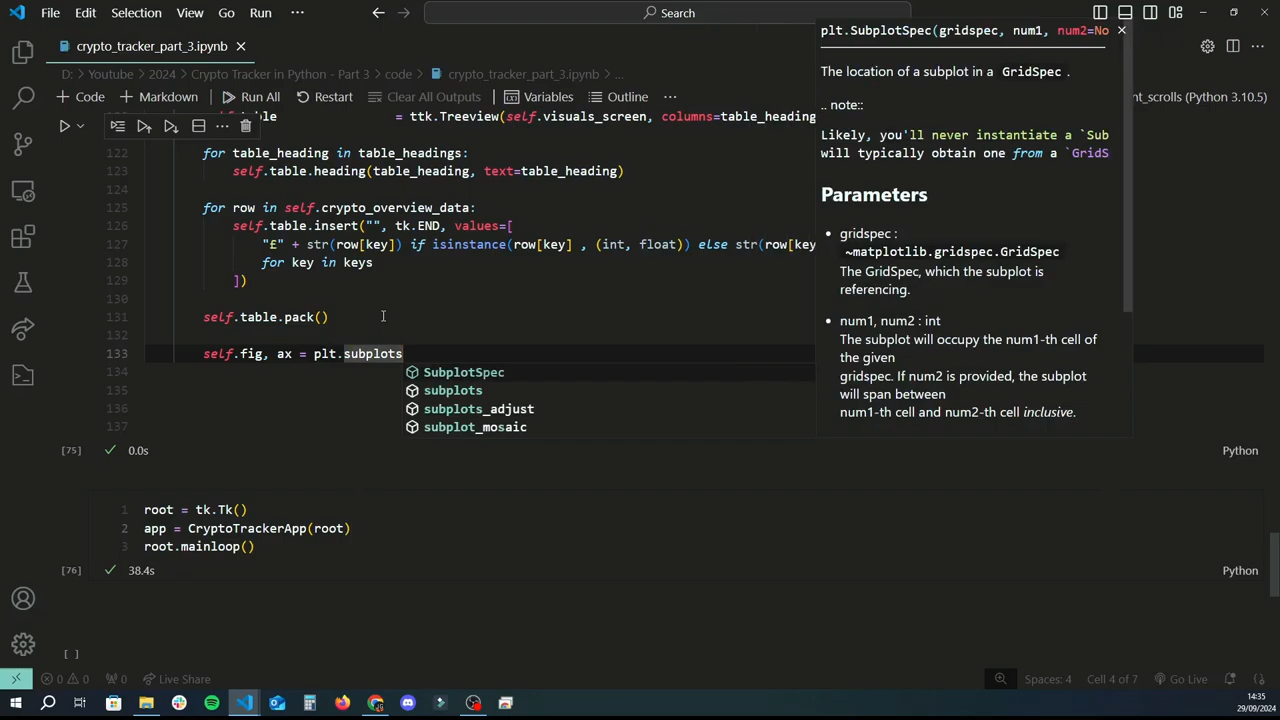 File Edit Selection View Go Run ··· Search
crypto_tracker_part_3.ipynb
D: > Youtube > 2024 > Crypto Tracker in Python - Part 3 > code > crypto_tracker_part_3.ipynb > ...
+ Code + Markdown Run All Restart Clear All Outputs Variables Outline ··· nt_scrolls (Python 3.10.5)
= ttk.Treeview(self.visuals_screen, columns=table_heading
122 for table_heading in table_headings:
123 self.table.heading(table_heading, text=table_heading)
124
125 for row in self.crypto_overview_data:
126 self.table.insert("", tk.END, values=[
127 "£" + str(row[key]) if isinstance(row[key] , (int, float)) else str(row[key
128 for key in keys
129 ])
130
131 self.table.pack()
132
133 self.fig, ax = plt.subplots
134
135
136
137
SubplotSpec
subplots
subplots_adjust
subplot_mosaic
plt.SubplotSpec(gridspec, num1, num2=No
The location of a subplot in a GridSpec .
.. note::
Likely, you'll never instantiate a `Sub
will typically obtain one from a `GridS
Parameters
• gridspec :
~matplotlib.gridspec.GridSpec
The GridSpec, which the subplot is
referencing.
• num1, num2 : int
The subplot will occupy the num1-th cell of
the given
gridspec. If num2 is provided, the subplot
will span between
num1-th cell and num2-th cell inclusive.
[75] 0.0s Python
1 root = tk.Tk()
2 app = CryptoTrackerApp(root)
3 root.mainloop()
[76] 38.4s Python
[ ]
0 0 0 Live Share Spaces: 4 Cell 4 of 7 Go Live
14:35
29/09/2024